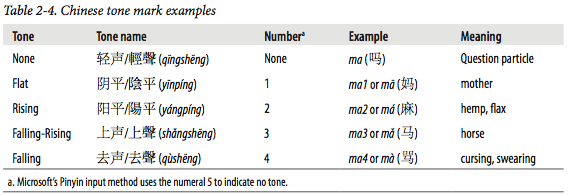 Table 2-4. Chinese tone mark examples
Tone Tone name Numberᵃ Example Meaning
None 轻声/輕聲 (qīngshēng) None ma (吗) Question particle
Flat 阴平/陰平 (yīnpíng) 1 ma1 or mā (妈) mother
Rising 阳平/陽平 (yángpíng) 2 ma2 or má (麻) hemp, flax
Falling-Rising 上声/上聲 (shǎngshēng) 3 ma3 or mǎ (马) horse
Falling 去声/去聲 (qùshēng) 4 ma4 or mà (骂) cursing, swearing
a. Microsoft's Pinyin input method uses the numeral 5 to indicate no tone.